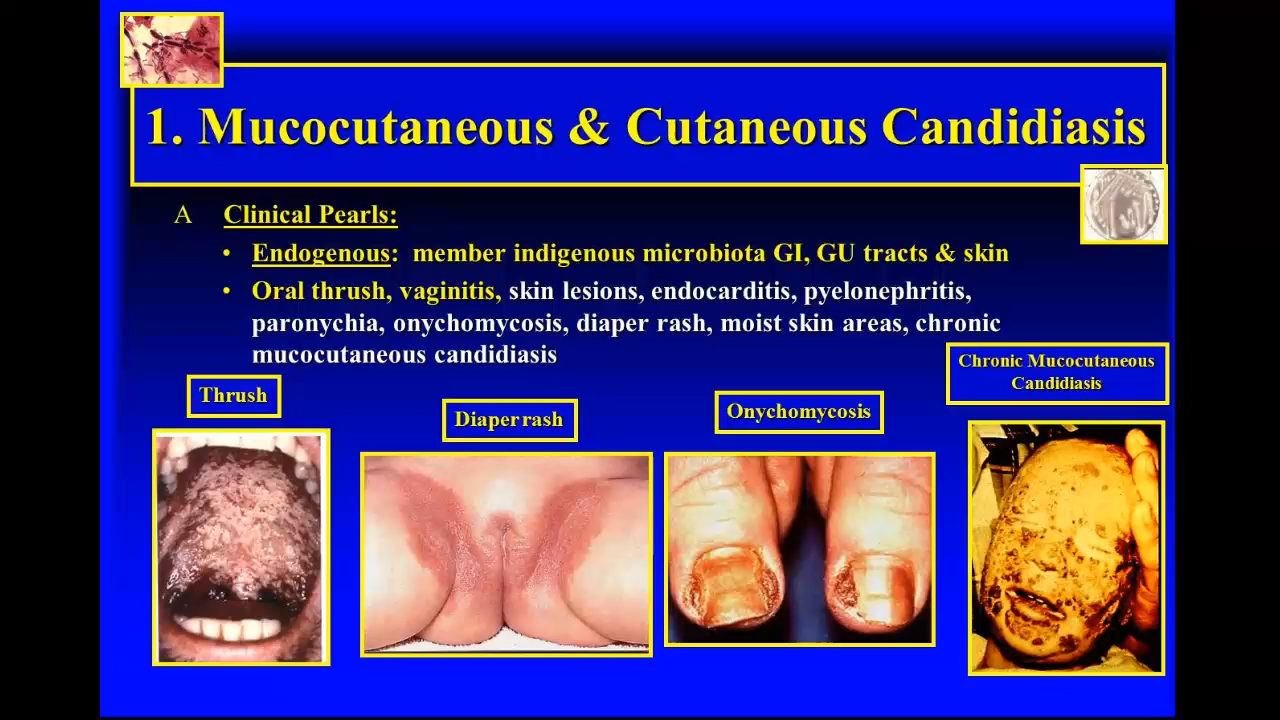 1. Mucocutaneous & Cutaneous Candidiasis
A Clinical Pearls:
• Endogenous: member indigenous microbiota GI, GU tracts & skin
• Oral thrush, vaginitis, skin lesions, endocarditis, pyelonephritis,
paronychia, onychomycosis, diaper rash, moist skin areas, chronic
mucocutaneous candidiasis
Thrush
Diaper rash
Onychomycosis
Chronic Mucocutaneous
Candidiasis